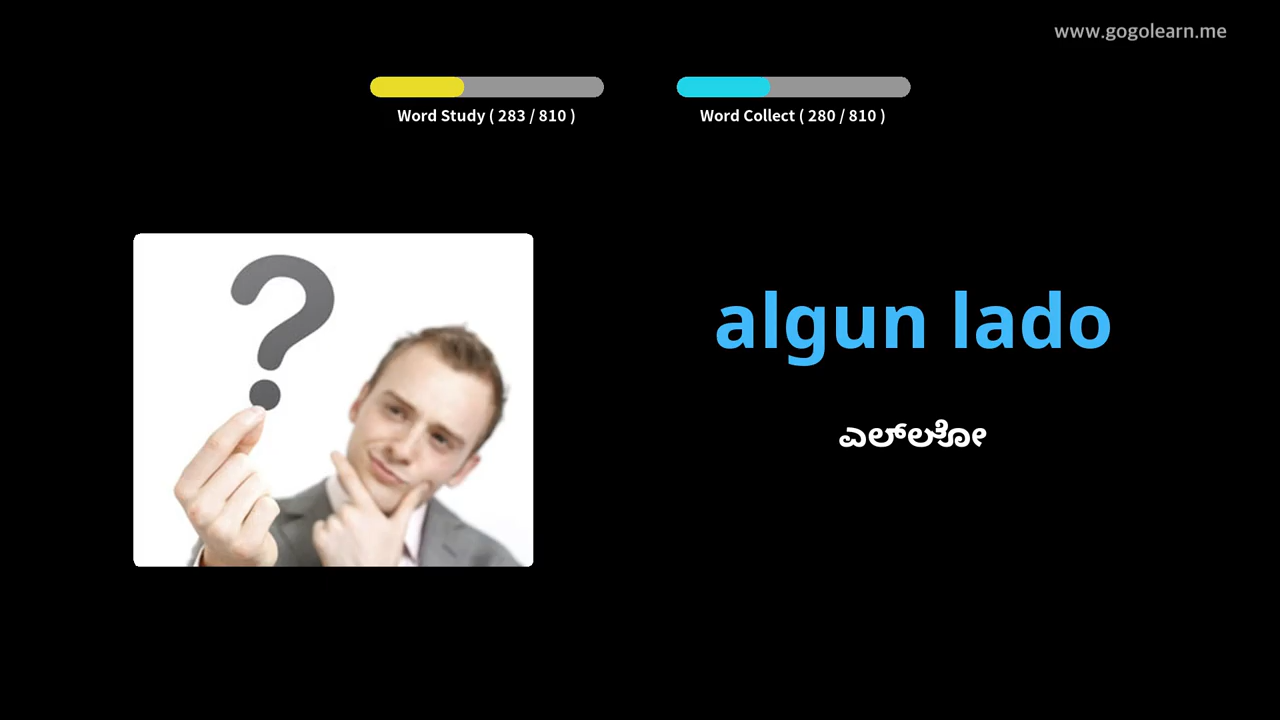 www.gogolearn.me
Word Study ( 283 / 810 )
Word Collect ( 280 / 810 )
algun lado
ಎಲ್ಲೋ